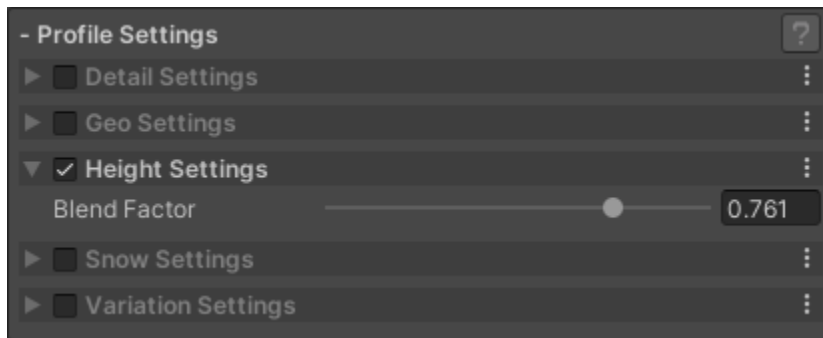 - Profile Settings
?
Detail Settings
Geo Settings
Height Settings
Blend Factor 0.761
Snow Settings
Variation Settings